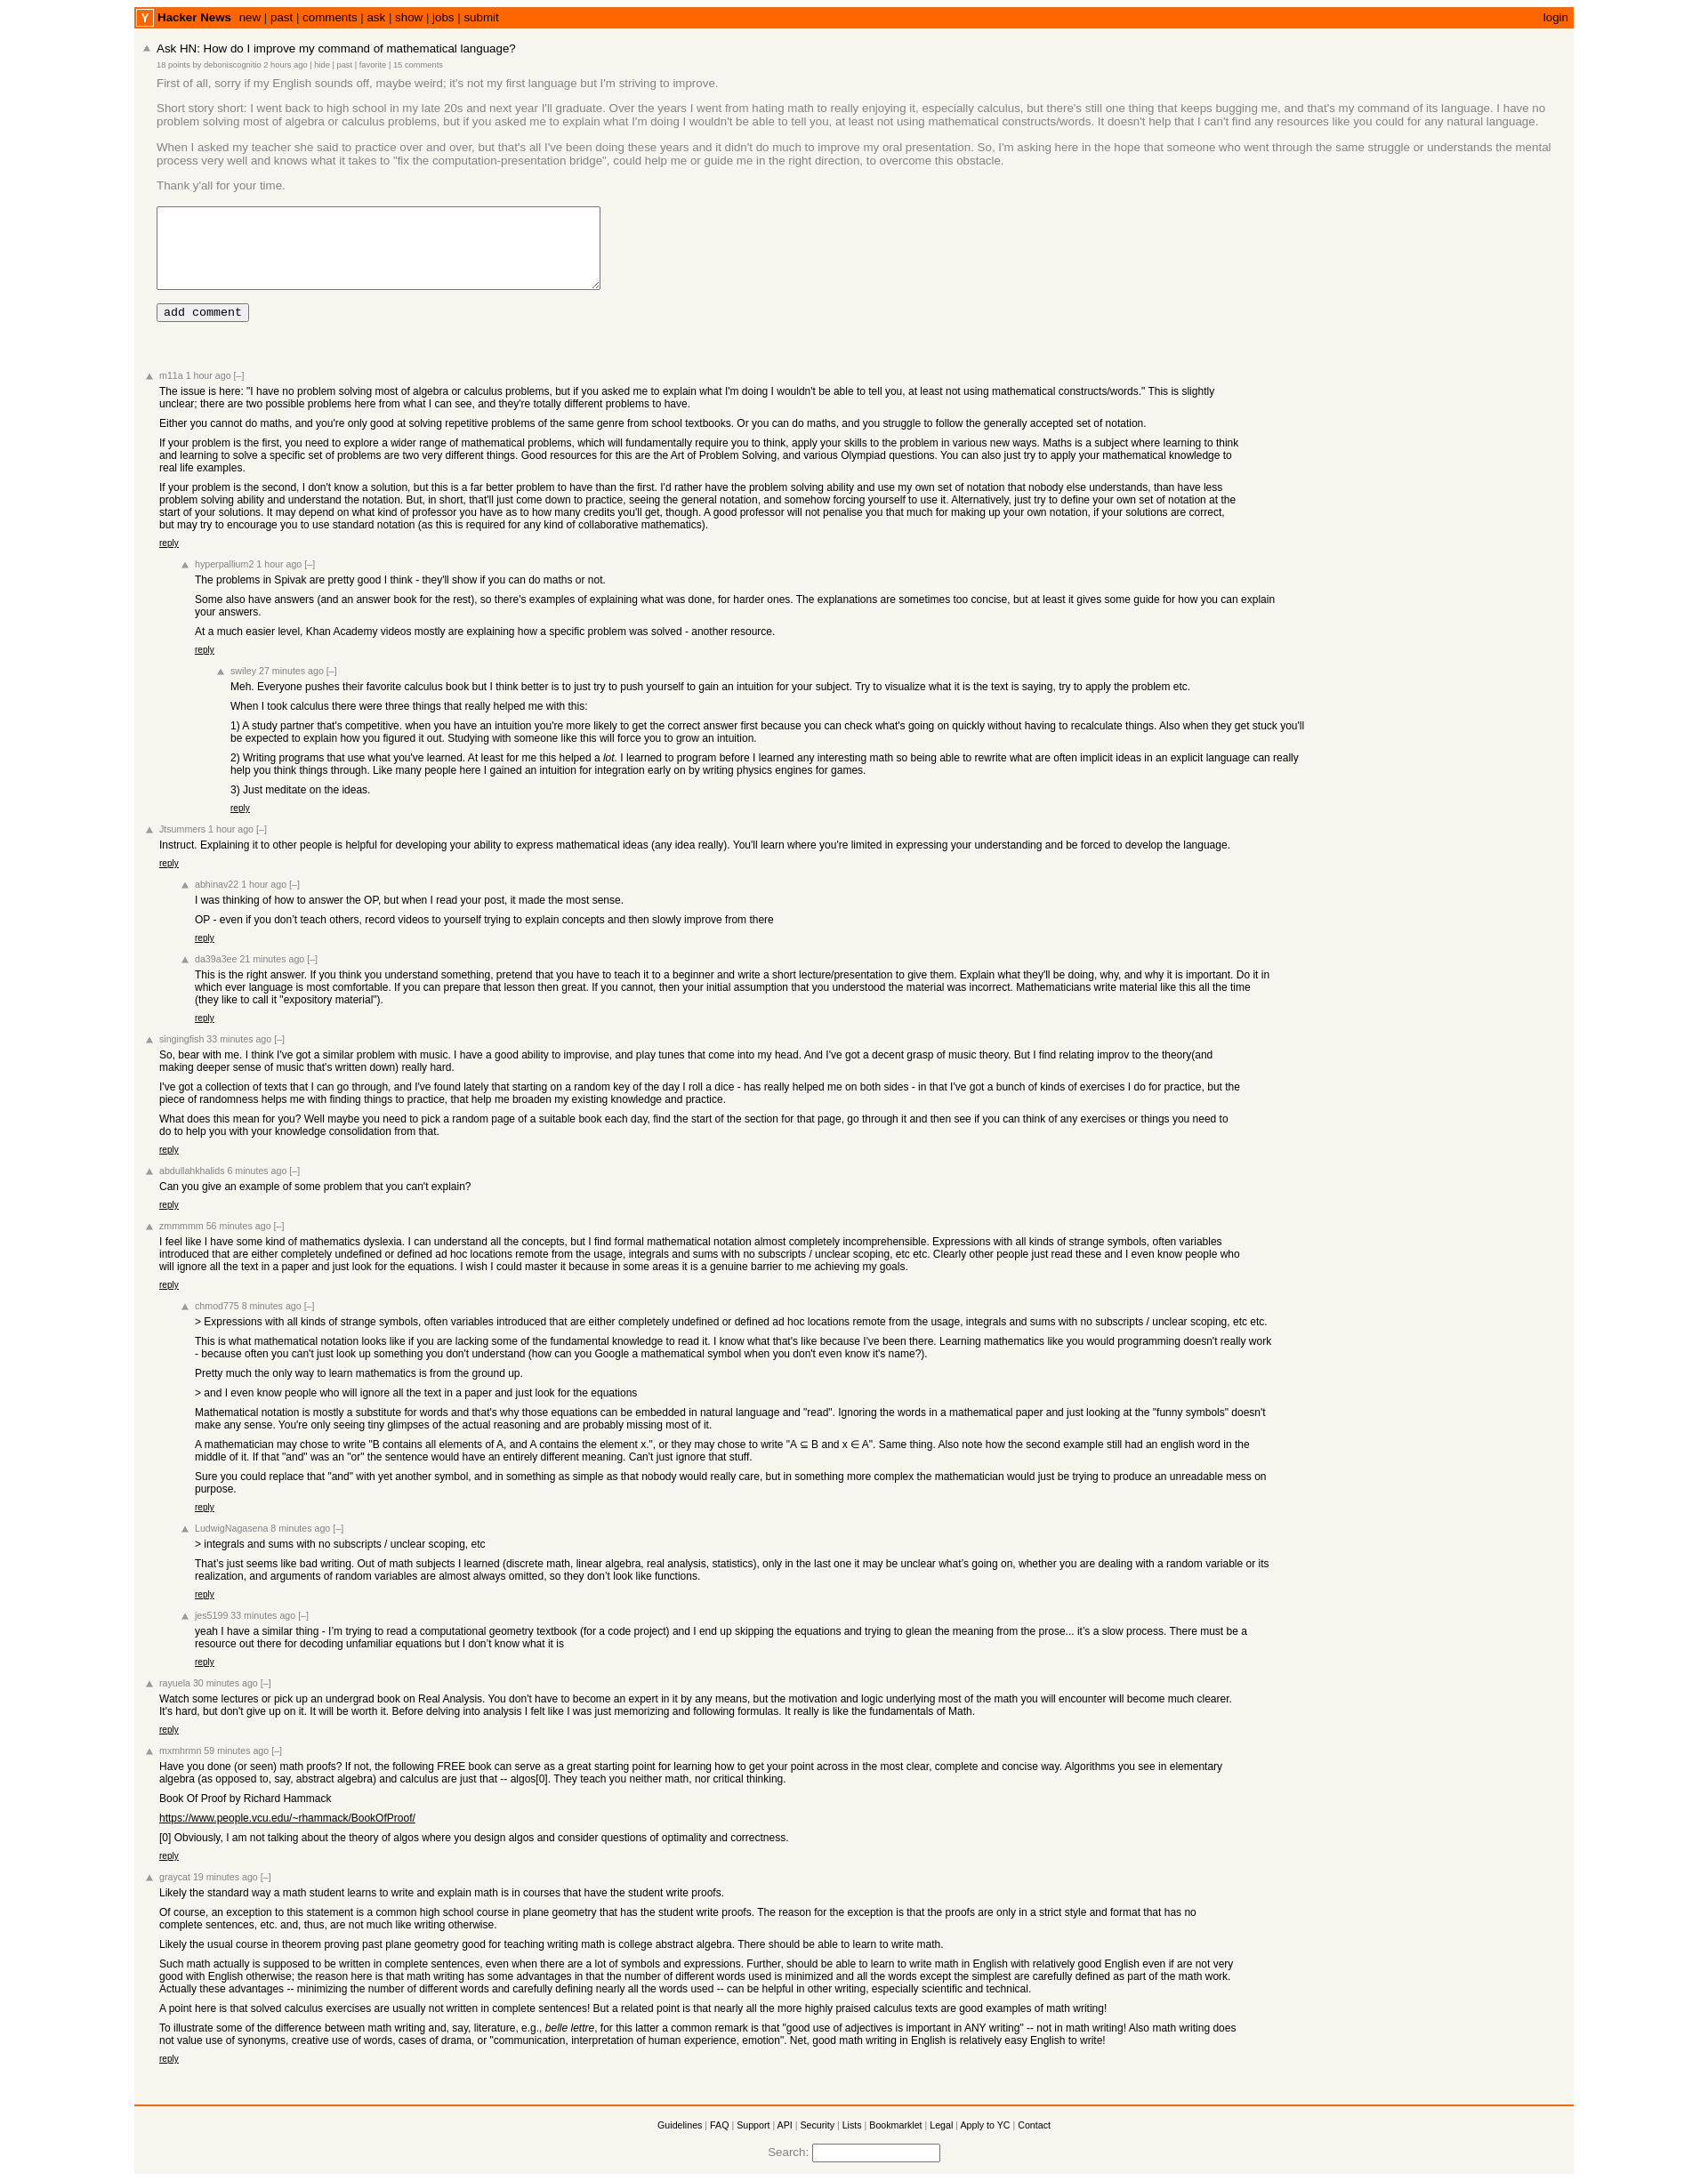 Y Hacker News new | past | comments | ask | show | jobs | submit login
Ask HN: How do I improve my command of mathematical language?
18 points by deboniscognitio 2 hours ago | hide | past | favorite | 15 comments
First of all, sorry if my English sounds off, maybe weird; it's not my first language but I'm striving to improve.
Short story short: I went back to high school in my late 20s and next year I'll graduate. Over the years I went from hating math to really enjoying it, especially calculus, but there's still one thing that keeps bugging me, and that's my command of its language. I have no
problem solving most of algebra or calculus problems, but if you asked me to explain what I'm doing I wouldn't be able to tell you, at least not using mathematical constructs/words. It doesn't help that I can't find any resources like you could for any natural language.
When I asked my teacher she said to practice over and over, but that's all I've been doing these years and it didn't do much to improve my oral presentation. So, I'm asking here in the hope that someone who went through the same struggle or understands the mental
process very well and knows what it takes to "fix the computation-presentation bridge", could help me or guide me in the right direction, to overcome this obstacle.
Thank y'all for your time.
add comment
m11a 1 hour ago [–]
The issue is here: "I have no problem solving most of algebra or calculus problems, but if you asked me to explain what I'm doing I wouldn't be able to tell you, at least not using mathematical constructs/words." This is slightly
unclear; there are two possible problems here from what I can see, and they're totally different problems to have.
Either you cannot do maths, and you're only good at solving repetitive problems of the same genre from school textbooks. Or you can do maths, and you struggle to follow the generally accepted set of notation.
If your problem is the first, you need to explore a wider range of mathematical problems, which will fundamentally require you to think, apply your skills to the problem in various new ways. Maths is a subject where learning to think
and learning to solve a specific set of problems are two very different things. Good resources for this are the Art of Problem Solving, and various Olympiad questions. You can also just try to apply your mathematical knowledge to
real life examples.
If your problem is the second, I don't know a solution, but this is a far better problem to have than the first. I'd rather have the problem solving ability and use my own set of notation that nobody else understands, than have less
problem solving ability and understand the notation. But, in short, that'll just come down to practice, seeing the general notation, and somehow forcing yourself to use it. Alternatively, just try to define your own set of notation at the
start of your solutions. It may depend on what kind of professor you have as to how many credits you'll get, though. A good professor will not penalise you that much for making up your own notation, if your solutions are correct,
but may try to encourage you to use standard notation (as this is required for any kind of collaborative mathematics).
reply
hyperpallium2 1 hour ago [–]
The problems in Spivak are pretty good I think - they'll show if you can do maths or not.
Some also have answers (and an answer book for the rest), so there's examples of explaining what was done, for harder ones. The explanations are sometimes too concise, but at least it gives some guide for how you can explain
your answers.
At a much easier level, Khan Academy videos mostly are explaining how a specific problem was solved - another resource.
reply
swiley 27 minutes ago [–]
Meh. Everyone pushes their favorite calculus book but I think better is to just try to push yourself to gain an intuition for your subject. Try to visualize what it is the text is saying, try to apply the problem etc.
When I took calculus there were three things that really helped me with this:
1) A study partner that's competitive. when you have an intuition you're more likely to get the correct answer first because you can check what's going on quickly without having to recalculate things. Also when they get stuck you'll
be expected to explain how you figured it out. Studying with someone like this will force you to grow an intuition.
2) Writing programs that use what you've learned. At least for me this helped a lot. I learned to program before I learned any interesting math so being able to rewrite what are often implicit ideas in an explicit language can really
help you think things through. Like many people here I gained an intuition for integration early on by writing physics engines for games.
3) Just meditate on the ideas.
reply
Jtsummers 1 hour ago [–]
Instruct. Explaining it to other people is helpful for developing your ability to express mathematical ideas (any idea really). You'll learn where you're limited in expressing your understanding and be forced to develop the language.
reply
abhinav22 1 hour ago [–]
I was thinking of how to answer the OP, but when I read your post, it made the most sense.
OP - even if you don’t teach others, record videos to yourself trying to explain concepts and then slowly improve from there
reply
da39a3ee 21 minutes ago [–]
This is the right answer. If you think you understand something, pretend that you have to teach it to a beginner and write a short lecture/presentation to give them. Explain what they'll be doing, why, and why it is important. Do it in
which ever language is most comfortable. If you can prepare that lesson then great. If you cannot, then your initial assumption that you understood the material was incorrect. Mathematicians write material like this all the time
(they like to call it "expository material").
reply
singingfish 33 minutes ago [–]
So, bear with me. I think I've got a similar problem with music. I have a good ability to improvise, and play tunes that come into my head. And I've got a decent grasp of music theory. But I find relating improv to the theory(and
making deeper sense of music that's written down) really hard.
I've got a collection of texts that I can go through, and I've found lately that starting on a random key of the day I roll a dice - has really helped me on both sides - in that I've got a bunch of kinds of exercises I do for practice, but the
piece of randomness helps me with finding things to practice, that help me broaden my existing knowledge and practice.
What does this mean for you? Well maybe you need to pick a random page of a suitable book each day, find the start of the section for that page, go through it and then see if you can think of any exercises or things you need to
do to help you with your knowledge consolidation from that.
reply
abdullahkhalids 6 minutes ago [–]
Can you give an example of some problem that you can't explain?
reply
zmmmmm 56 minutes ago [–]
I feel like I have some kind of mathematics dyslexia. I can understand all the concepts, but I find formal mathematical notation almost completely incomprehensible. Expressions with all kinds of strange symbols, often variables
introduced that are either completely undefined or defined ad hoc locations remote from the usage, integrals and sums with no subscripts / unclear scoping, etc etc. Clearly other people just read these and I even know people who
will ignore all the text in a paper and just look for the equations. I wish I could master it because in some areas it is a genuine barrier to me achieving my goals.
reply
chmod775 8 minutes ago [–]
> Expressions with all kinds of strange symbols, often variables introduced that are either completely undefined or defined ad hoc locations remote from the usage, integrals and sums with no subscripts / unclear scoping, etc etc.
This is what mathematical notation looks like if you are lacking some of the fundamental knowledge to read it. I know what that's like because I've been there. Learning mathematics like you would programming doesn't really work
- because often you can't just look up something you don't understand (how can you Google a mathematical symbol when you don't even know it's name?).
Pretty much the only way to learn mathematics is from the ground up.
> and I even know people who will ignore all the text in a paper and just look for the equations
Mathematical notation is mostly a substitute for words and that's why those equations can be embedded in natural language and "read". Ignoring the words in a mathematical paper and just looking at the "funny symbols" doesn't
make any sense. You're only seeing tiny glimpses of the actual reasoning and are probably missing most of it.
A mathematician may chose to write "B contains all elements of A, and A contains the element x.", or they may chose to write "A ⊆ B and x ∈ A". Same thing. Also note how the second example still had an english word in the
middle of it. If that "and" was an "or" the sentence would have an entirely different meaning. Can't just ignore that stuff.
Sure you could replace that "and" with yet another symbol, and in something as simple as that nobody would really care, but in something more complex the mathematician would just be trying to produce an unreadable mess on
purpose.
reply
LudwigNagasena 8 minutes ago [–]
> integrals and sums with no subscripts / unclear scoping, etc
That’s just seems like bad writing. Out of math subjects I learned (discrete math, linear algebra, real analysis, statistics), only in the last one it may be unclear what’s going on, whether you are dealing with a random variable or its
realization, and arguments of random variables are almost always omitted, so they don’t look like functions.
reply
jes5199 33 minutes ago [–]
yeah I have a similar thing - I’m trying to read a computational geometry textbook (for a code project) and I end up skipping the equations and trying to glean the meaning from the prose... it’s a slow process. There must be a
resource out there for decoding unfamiliar equations but I don’t know what it is
reply
rayuela 30 minutes ago [–]
Watch some lectures or pick up an undergrad book on Real Analysis. You don't have to become an expert in it by any means, but the motivation and logic underlying most of the math you will encounter will become much clearer.
It's hard, but don't give up on it. It will be worth it. Before delving into analysis I felt like I was just memorizing and following formulas. It really is like the fundamentals of Math.
reply
mxmhrmn 59 minutes ago [–]
Have you done (or seen) math proofs? If not, the following FREE book can serve as a great starting point for learning how to get your point across in the most clear, complete and concise way. Algorithms you see in elementary
algebra (as opposed to, say, abstract algebra) and calculus are just that -- algos[0]. They teach you neither math, nor critical thinking.
Book Of Proof by Richard Hammack
https://www.people.vcu.edu/~rhammack/BookOfProof/
[0] Obviously, I am not talking about the theory of algos where you design algos and consider questions of optimality and correctness.
reply
graycat 19 minutes ago [–]
Likely the standard way a math student learns to write and explain math is in courses that have the student write proofs.
Of course, an exception to this statement is a common high school course in plane geometry that has the student write proofs. The reason for the exception is that the proofs are only in a strict style and format that has no
complete sentences, etc. and, thus, are not much like writing otherwise.
Likely the usual course in theorem proving past plane geometry good for teaching writing math is college abstract algebra. There should be able to learn to write math.
Such math actually is supposed to be written in complete sentences, even when there are a lot of symbols and expressions. Further, should be able to learn to write math in English with relatively good English even if are not very
good with English otherwise; the reason here is that math writing has some advantages in that the number of different words used is minimized and all the words except the simplest are carefully defined as part of the math work.
Actually these advantages -- minimizing the number of different words and carefully defining nearly all the words used -- can be helpful in other writing, especially scientific and technical.
A point here is that solved calculus exercises are usually not written in complete sentences! But a related point is that nearly all the more highly praised calculus texts are good examples of math writing!
To illustrate some of the difference between math writing and, say, literature, e.g., belle lettre, for this latter a common remark is that "good use of adjectives is important in ANY writing" -- not in math writing! Also math writing does
not value use of synonyms, creative use of words, cases of drama, or "communication, interpretation of human experience, emotion". Net, good math writing in English is relatively easy English to write!
reply
Guidelines | FAQ | Support | API | Security | Lists | Bookmarklet | Legal | Apply to YC | Contact
Search: